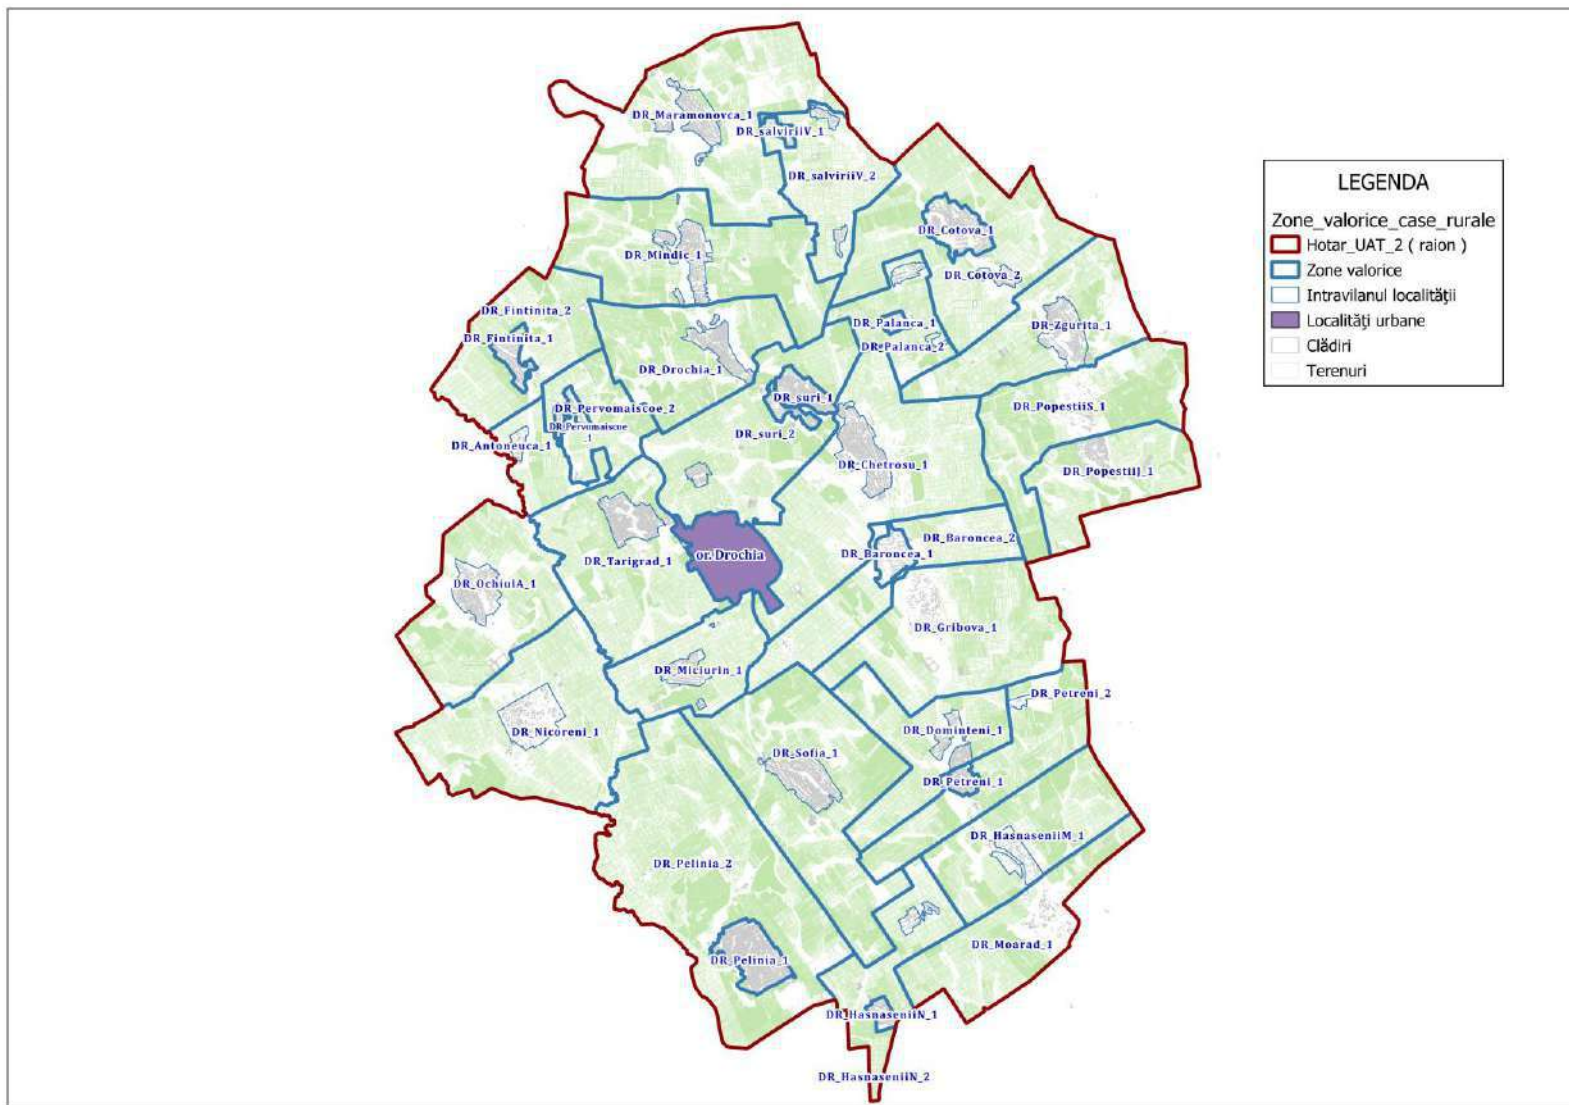 DR_Maramonovca_1
DR_salviriiV_1
DR_salviriiV_2
LEGENDA
Zone_valorice_case_rurale
Hotar_UAT_2 ( raion )
Zone valorice
Intravilanul localității
Localități urbane
Clădiri
Terenuri
DR_Cotova_1
DR_Mindic_1
DR_Cotova_2
DR_Fintinita_2
DR_Palanca_1
DR_Zgurita_1
DR_Fintinita_1
DR_Palanca_2
DR_Drochia_1
DR_suri_1
DR_Pervomaiscoe_2
DR_PopestiiS_1
DR_Pervomaiscoe
_1
DR_suri_2
DR_Antoneuca_1
DR_Chetrosu_1
DR_PopestiiJ_1
DR_Baroncea_2
or. Drochia
DR_Baroncea_1
DR_Tarigrad_1
DR_OchiulA_1
DR_Gribova_1
DR_Miciurin_1
DR_Petreni_2
DR_Nicoreni_1
DR_Dominteni_1
DR_Sofia_1
DR_Petreni_1
DR_HasnaseniiM_1
DR_Pelinia_2
DR_Moarad_1
DR_Pelinia_1
DR_HasnaseniiN_1
DR_HasnaseniiN_2